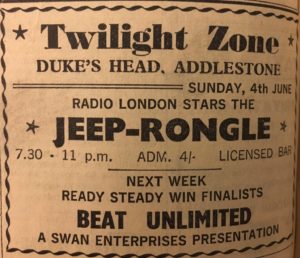 * Twilight Zone *
DUKE'S HEAD, ADDLESTONE
SUNDAY, 4th JUNE
RADIO LONDON STARS THE
* JEEP-RONGLE *
7.30 - 11 p.m. ADM. 4/- LICENSED BAR
NEXT WEEK
READY STEADY WIN FINALISTS
BEAT UNLIMITED
A SWAN ENTERPRISES PRESENTATION